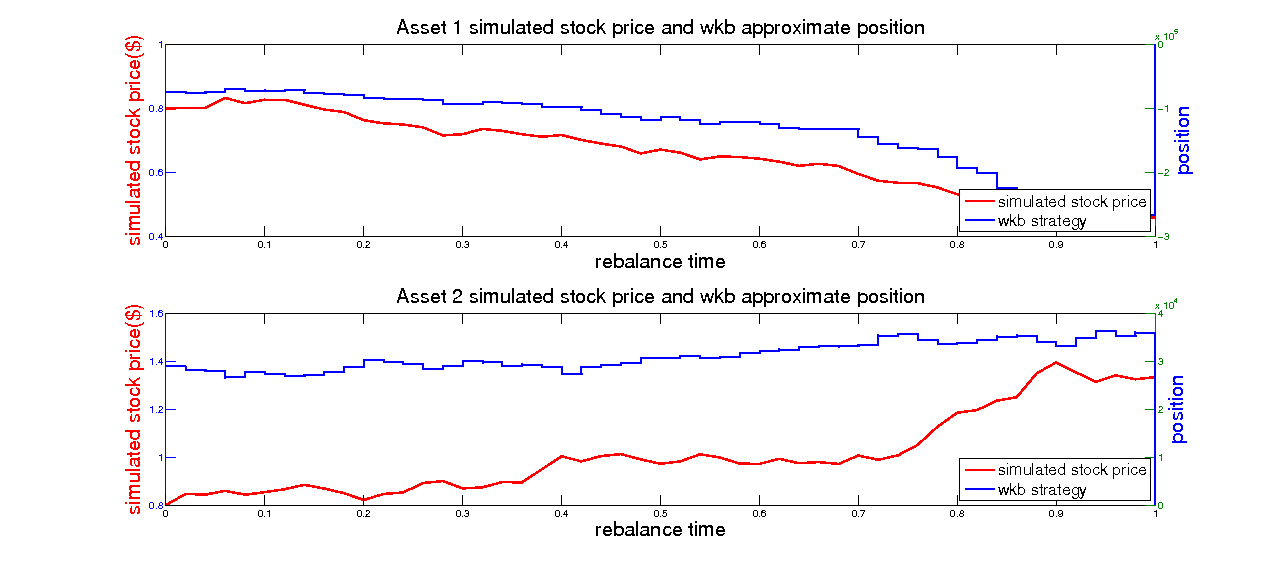 Asset 1 simulated stock price and wkb approximate position
simulated stock price($)
1
0.8
0.6
0.4
x 10^5
0
-1
-2
-3
position
simulated stock price
wkb strategy
0 0.1 0.2 0.3 0.4 0.5 0.6 0.7 0.8 0.9 1
rebalance time
Asset 2 simulated stock price and wkb approximate position
simulated stock price($)
1.6
1.4
1.2
1
0.8
x 10^4
4
3
2
1
0
position
simulated stock price
wkb strategy
0 0.1 0.2 0.3 0.4 0.5 0.6 0.7 0.8 0.9 1
rebalance time